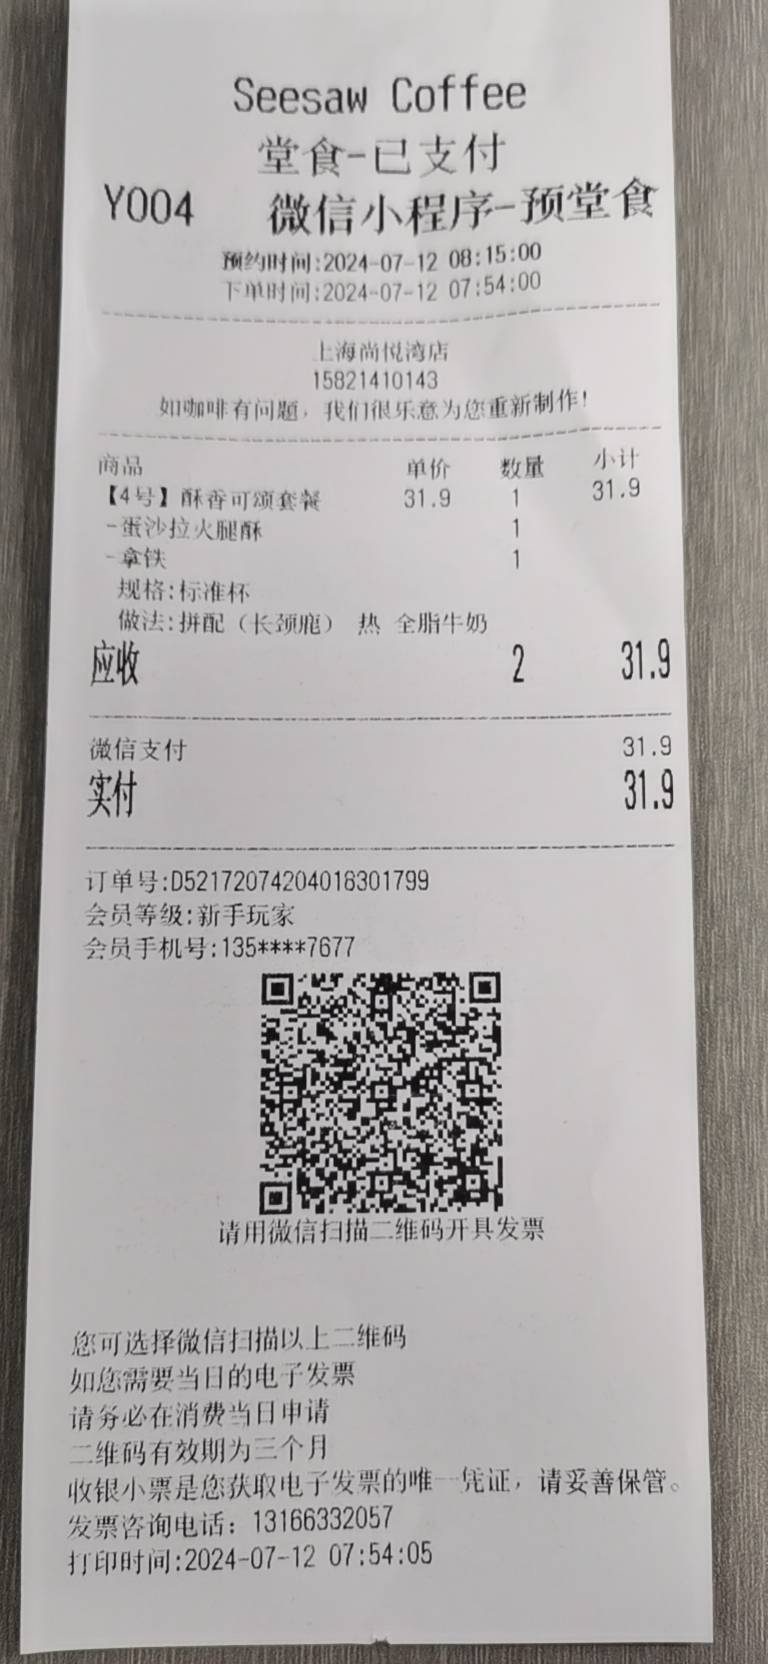 Seesaw Coffee
堂食-已支付
Y004 微信小程序-预堂食
预约时间:2024-07-12 08:15:00
下单时间:2024-07-12 07:54:00
上海尚悦湾店
15821410143
如咖啡有问题，我们很乐意为您重新制作!
商品 单价 数量 小计
【4号】酥香可颂套餐 31.9 1 31.9
-蛋沙拉火腿酥 1
-拿铁 1
规格:标准杯
做法:拼配（长颈鹿） 热 全脂牛奶
应收 2 31.9
微信支付 31.9
实付 31.9
订单号:D52172074204018301799
会员等级:新手玩家
会员手机号:135****7677
请用微信扫描二维码开具发票
您可选择微信扫描以上二维码
如您需要当日的电子发票
请务必在消费当日申请
二维码有效期为三个月
收银小票是您获取电子发票的唯一凭证，请妥善保管。
发票咨询电话：13166332057
打印时间:2024-07-12 07:54:05